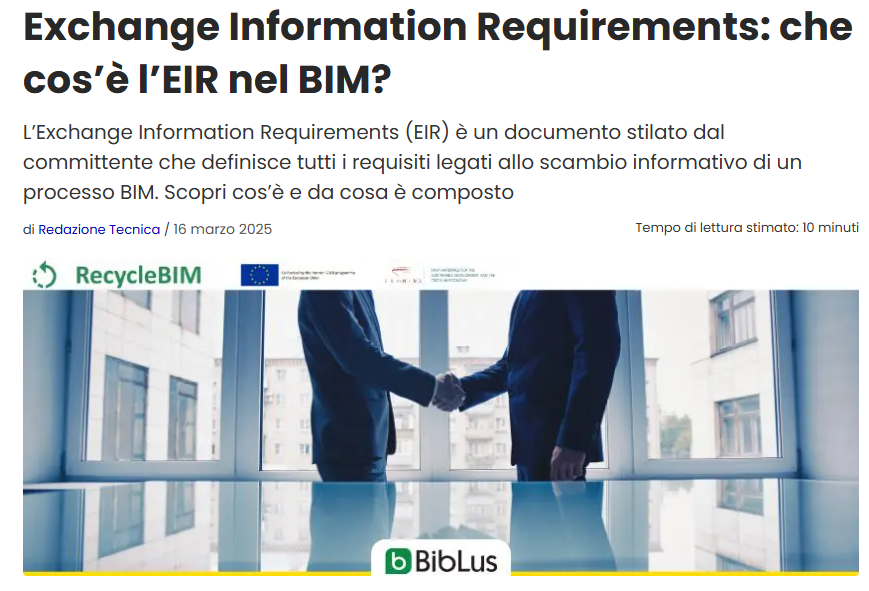 Exchange Information Requirements: che
cos’è l’EIR nel BIM?
L’Exchange Information Requirements (EIR) è un documento stilato dal
committente che definisce tutti i requisiti legati allo scambio informativo di un
processo BIM. Scopri cos’è e da cosa è composto
di Redazione Tecnica / 16 marzo 2025
Tempo di lettura stimato: 10 minuti
RecycleBIM
BibLus